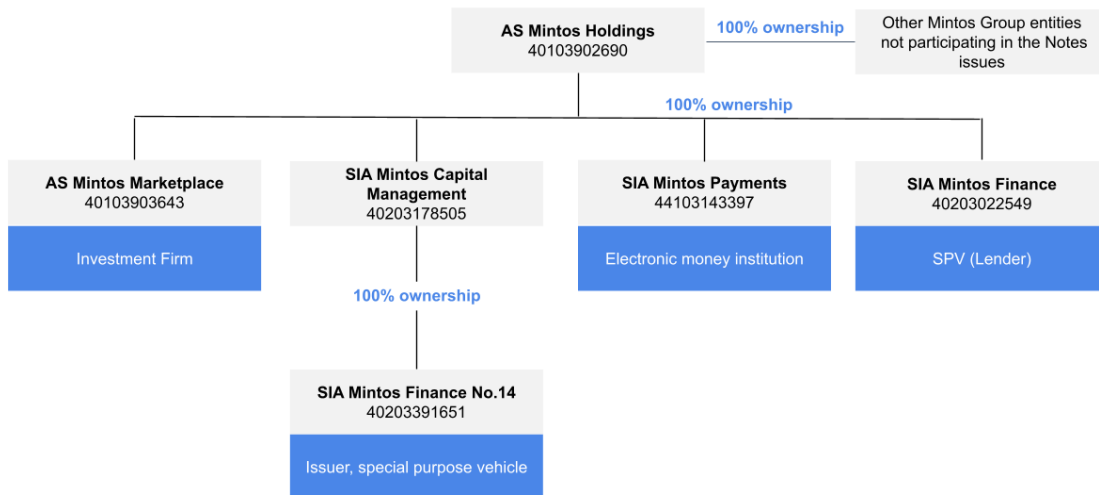 AS Mintos Holdings
40103902690
100% ownership
Other Mintos Group entities
not participating in the Notes
issues
100% ownership
AS Mintos Marketplace
40103903643
Investment Firm
SIA Mintos Capital
Management
40203178505
SIA Mintos Payments
44103143397
Electronic money institution
SIA Mintos Finance
40203022549
SPV (Lender)
100% ownership
SIA Mintos Finance No.14
40203391651
Issuer, special purpose vehicle